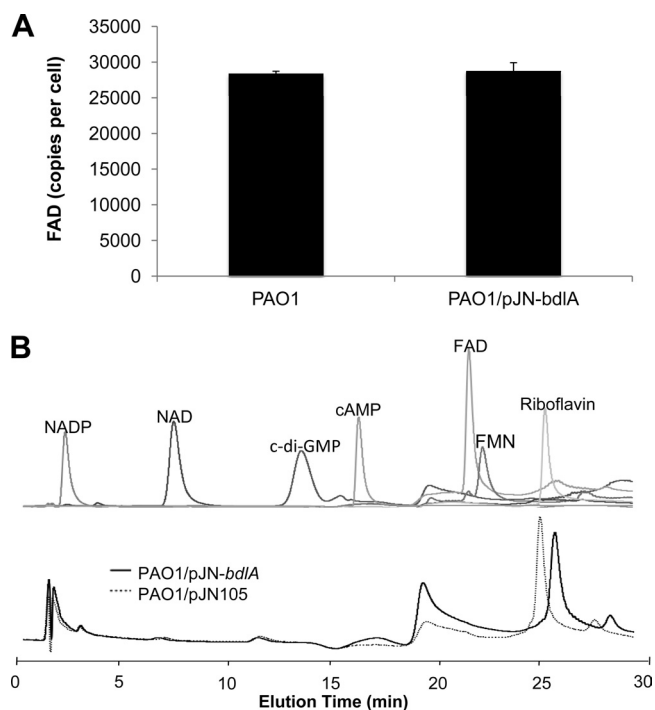 A
FAD (copies per cell)
35000
30000
25000
20000
15000
10000
5000
0
PAO1
PAO1/pJN-bdlA
B
NADP
NAD
c-di-GMP
cAMP
FAD
FMN
Riboflavin
PAO1/pJN-bdlA
PAO1/pJN105
0
5
10
15
20
25
30
Elution Time (min)